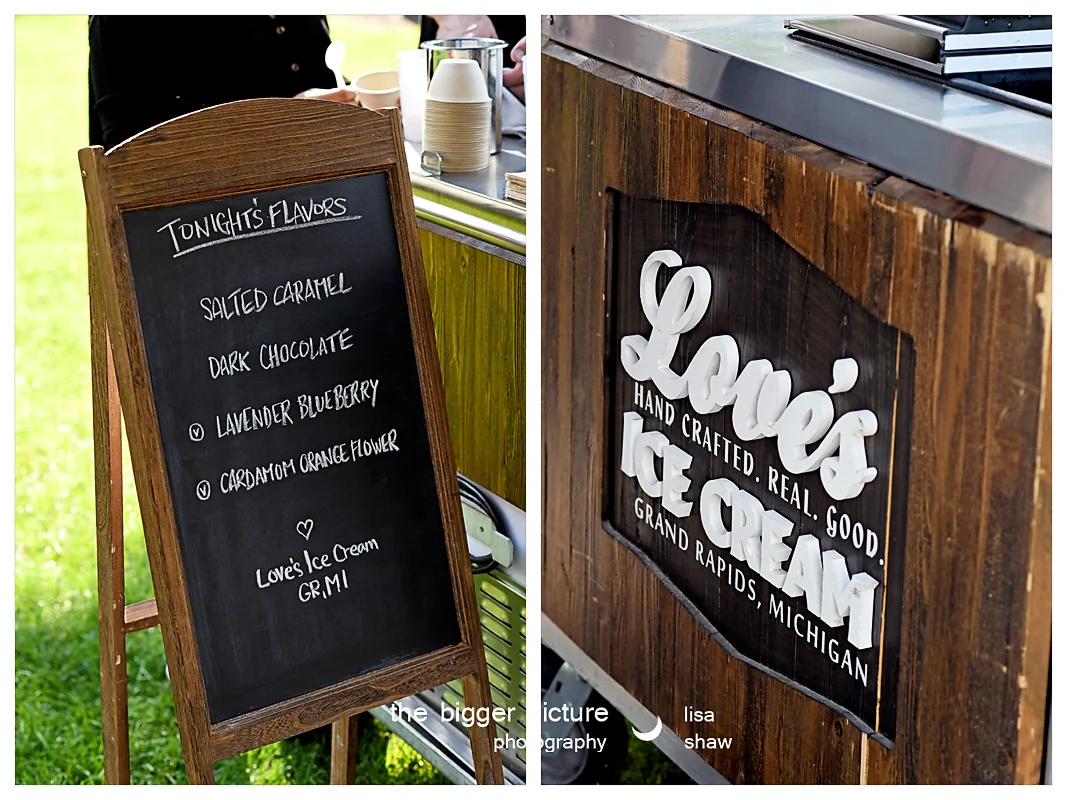 TONIGHT'S FLAVORS
SALTED CARAMEL
DARK CHOCOLATE
V LAVENDER BLUEBERRY
V CARDAMOM ORANGE FLOWER
♡
Love's Ice Cream
GR, MI
Love's
HAND CRAFTED. REAL. GOOD.
ICE CREAM
GRAND RAPIDS, MICHIGAN
the bigger picture
photography
lisa
shaw